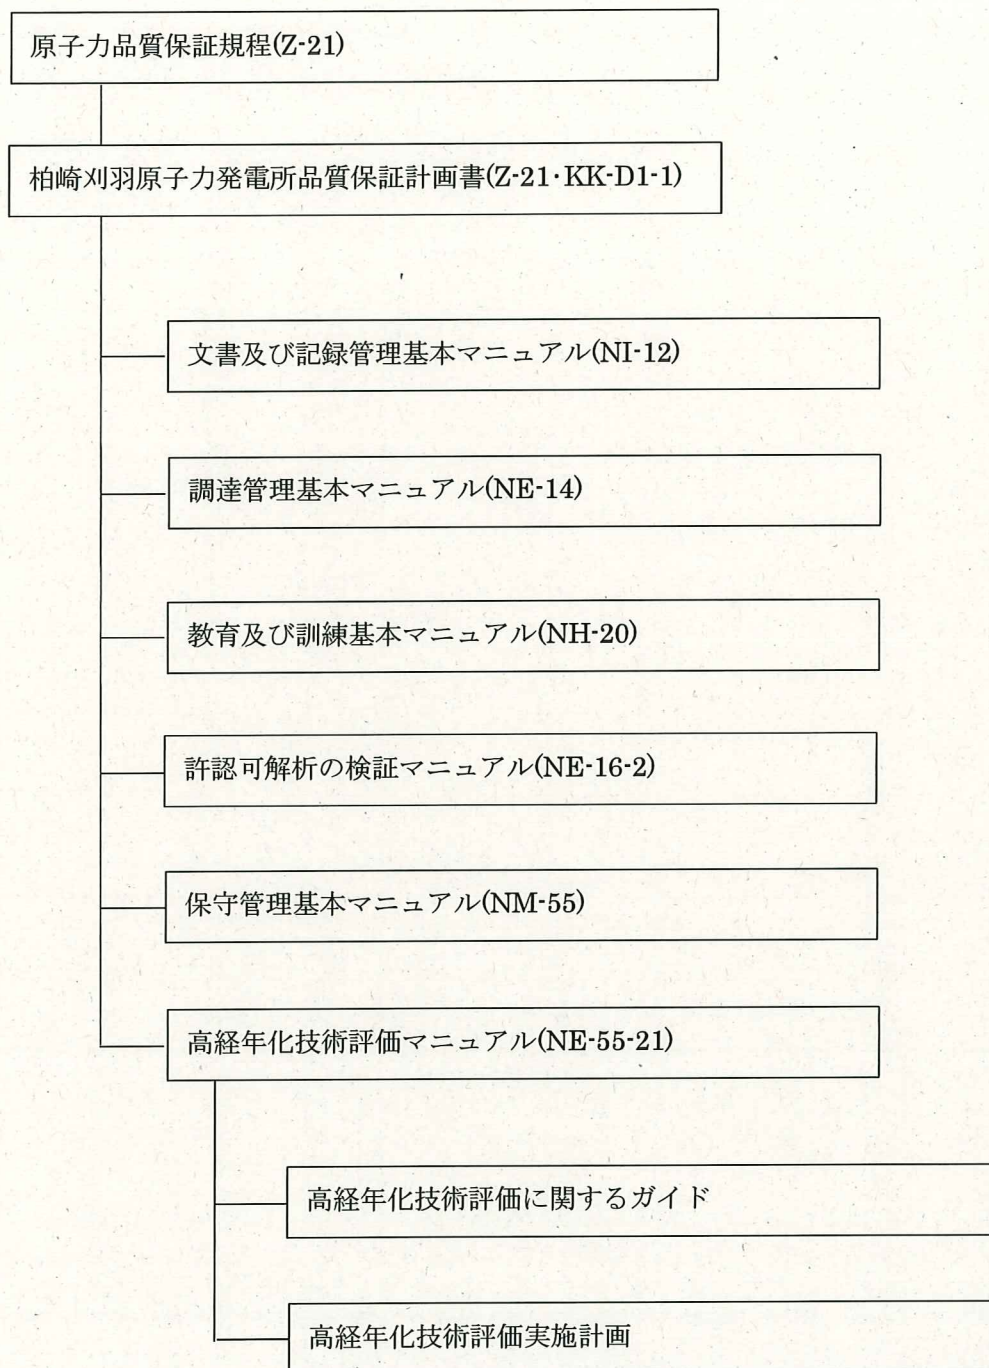 原子力品質保証規程(Z-21)
柏崎刈羽原子力発電所品質保証計画書(Z-21·KK-D1-1)
文書及び記録管理基本マニュアル(NI-12)
調達管理基本マニュアル(NE-14)
教育及び訓練基本マニュアル(NH-20)
許認可解析の検証マニュアル(NE-16-2)
保守管理基本マニュアル(NM-55)
高経年化技術評価マニュアル(NE-55-21)
高経年化技術評価に関するガイド
高経年化技術評価実施計画